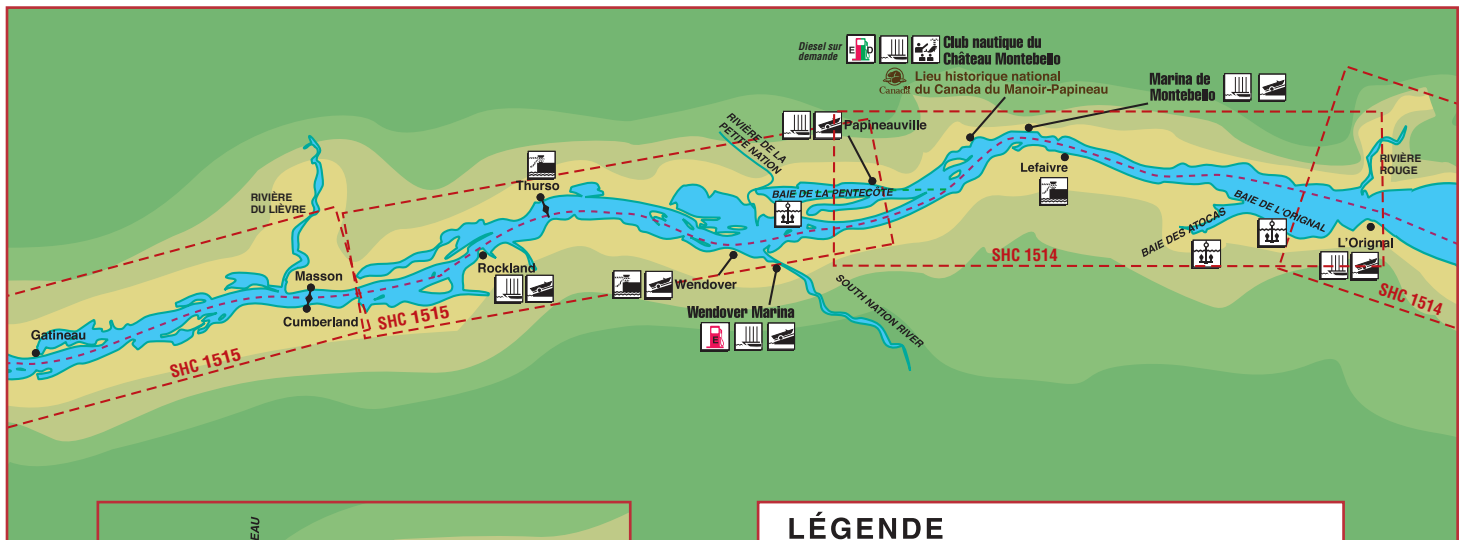 Diesel sur
demande
E D
Club nautique du
Château Montebello
Canada
Lieu historique national
du Canada du Manoir-Papineau
Marina de
Montebello
RIVIÈRE DE LA
PETITE NATION
Papineauville
Lefaivre
RIVIÈRE
ROUGE
Thurso
BAIE DE LA PENTECÔTE
RIVIÈRE
DU LIÈVRE
BAIE DE L'ORIGNAL
BAIE DES ATOCAS
L'Orignal
SHC 1514
SHC 1514
Masson
Rockland
Wendover
Cumberland
SHC 1515
SOUTH NATION RIVER
Wendover Marina
E
Gatineau
SHC 1515
EAU
LÉGENDE